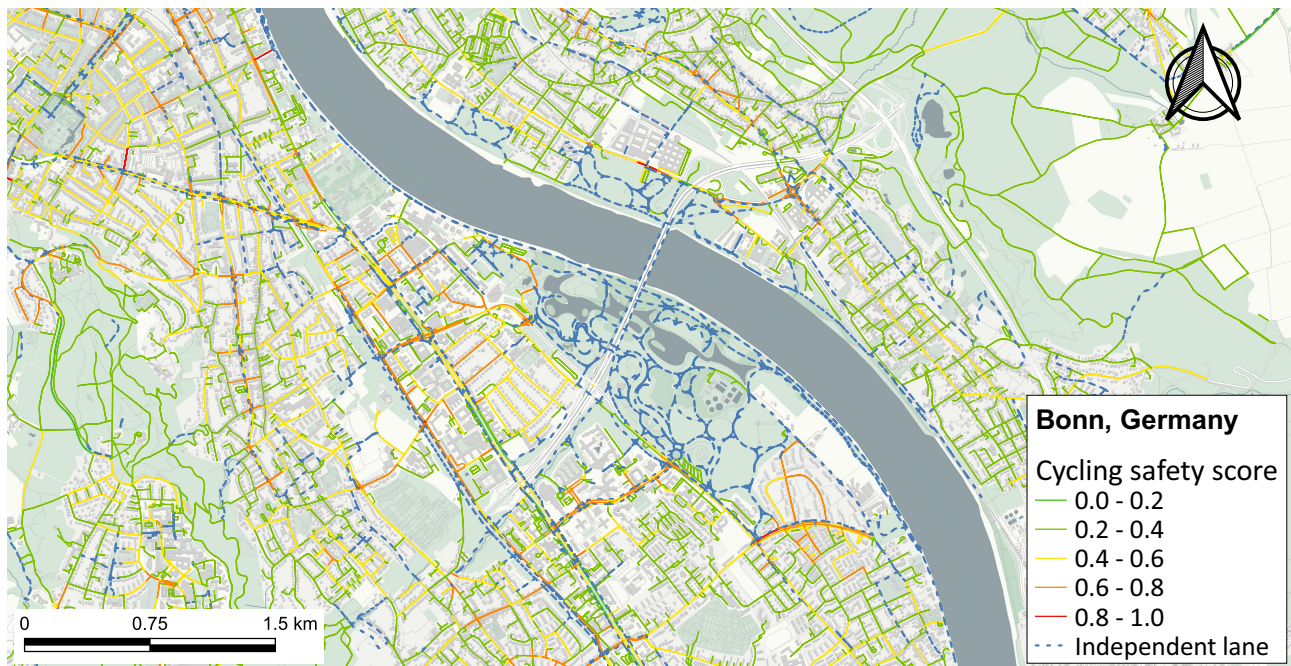 Bonn, Germany
Cycling safety score
0.0 - 0.2
0.2 - 0.4
0.4 - 0.6
0.6 - 0.8
0.8 - 1.0
Independent lane
0 0.75 1.5 km